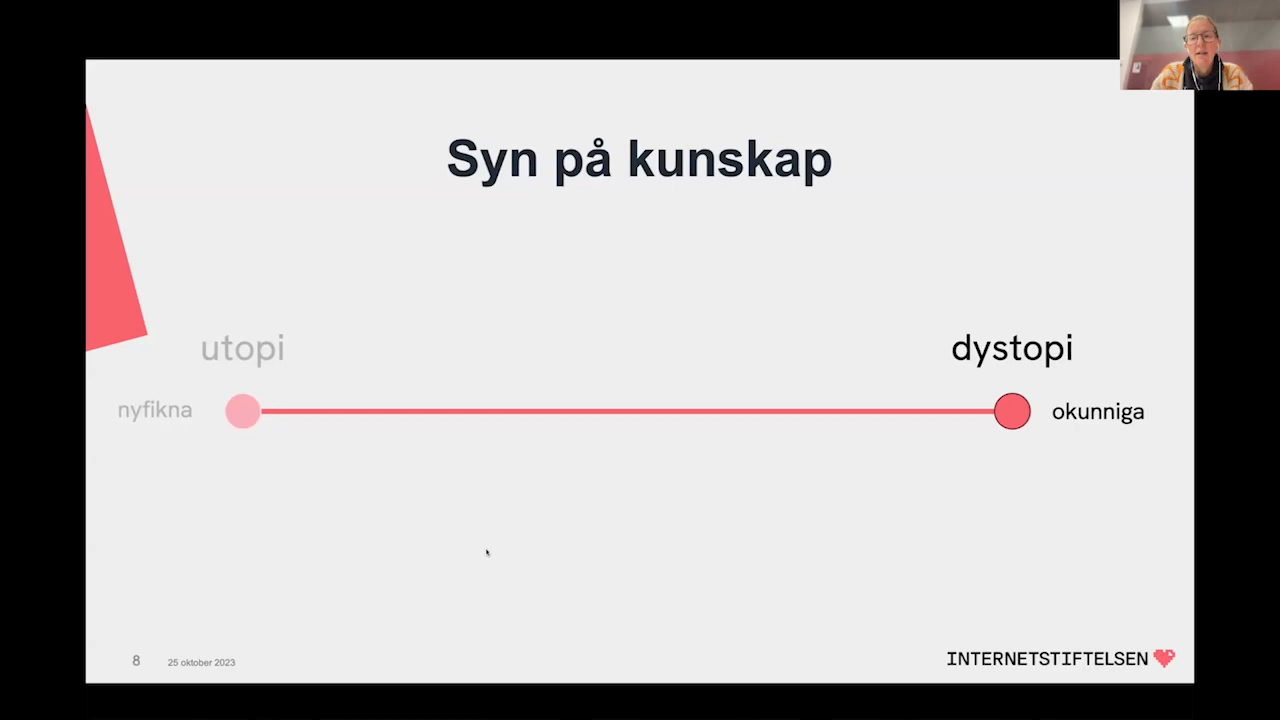 Syn på kunskap
utopi
dystopi
nyfikna
okunniga
8
25 oktober 2023
INTERNETSTIFTELSEN